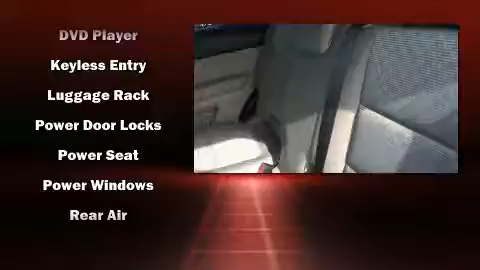 DVD Player
Keyless Entry
Luggage Rack
Power Door Locks
Power Seat
Power Windows
Rear Air